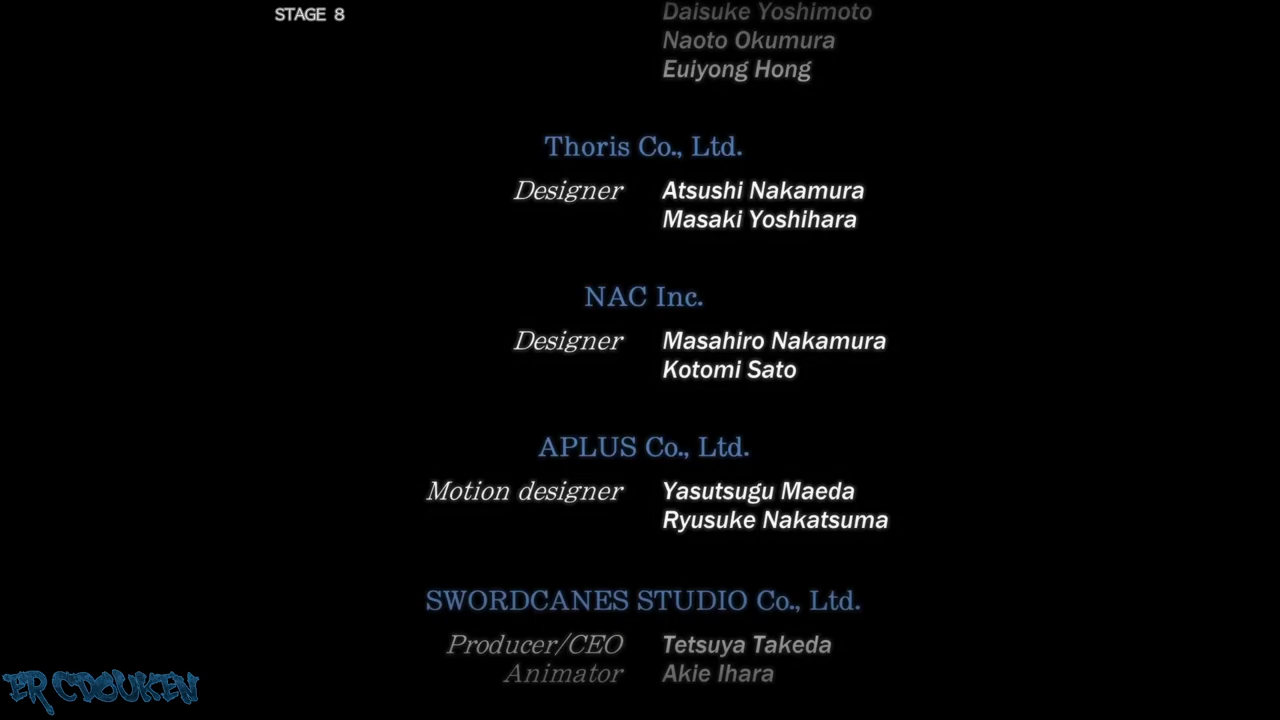 STAGE 8
Daisuke Yoshimoto
Naoto Okumura
Euiyong Hong
Thoris Co., Ltd.
Designer Atsushi Nakamura
Masaki Yoshihara
NAC Inc.
Designer Masahiro Nakamura
Kotomi Sato
APLUS Co., Ltd.
Motion designer Yasutsugu Maeda
Ryusuke Nakatsuma
SWORDCANES STUDIO Co., Ltd.
Producer/CEO Tetsuya Takeda
Animator Akie Ihara
ER CDOUKEN